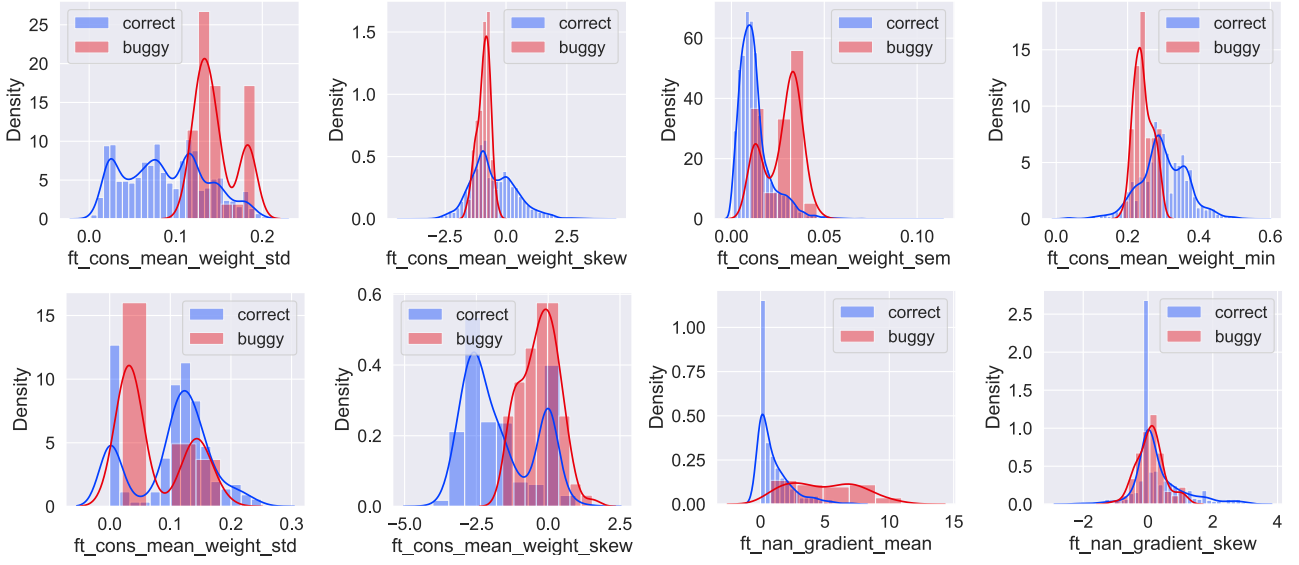 correct
buggy
Density
25
20
15
10
5
0
0.0
0.1
0.2
ft_cons_mean_weight_std
correct
buggy
Density
1.5
1.0
0.5
0.0
−2.5
0.0
2.5
ft_cons_mean_weight_skew
correct
buggy
Density
60
40
20
0
0.00
0.05
0.10
ft_cons_mean_weight_sem
correct
buggy
Density
15
10
5
0
0.0
0.2
0.4
0.6
ft_cons_mean_weight_min
correct
buggy
Density
15
10
5
0
0.0
0.1
0.2
0.3
ft_cons_mean_weight_std
correct
buggy
Density
0.6
0.4
0.2
0.0
−5.0
−2.5
0.0
2.5
ft_cons_mean_weight_skew
correct
buggy
Density
1.00
0.75
0.50
0.25
0.00
0
5
10
15
ft_nan_gradient_mean
correct
buggy
Density
2.5
2.0
1.5
1.0
0.5
0.0
−2
0
2
4
ft_nan_gradient_skew